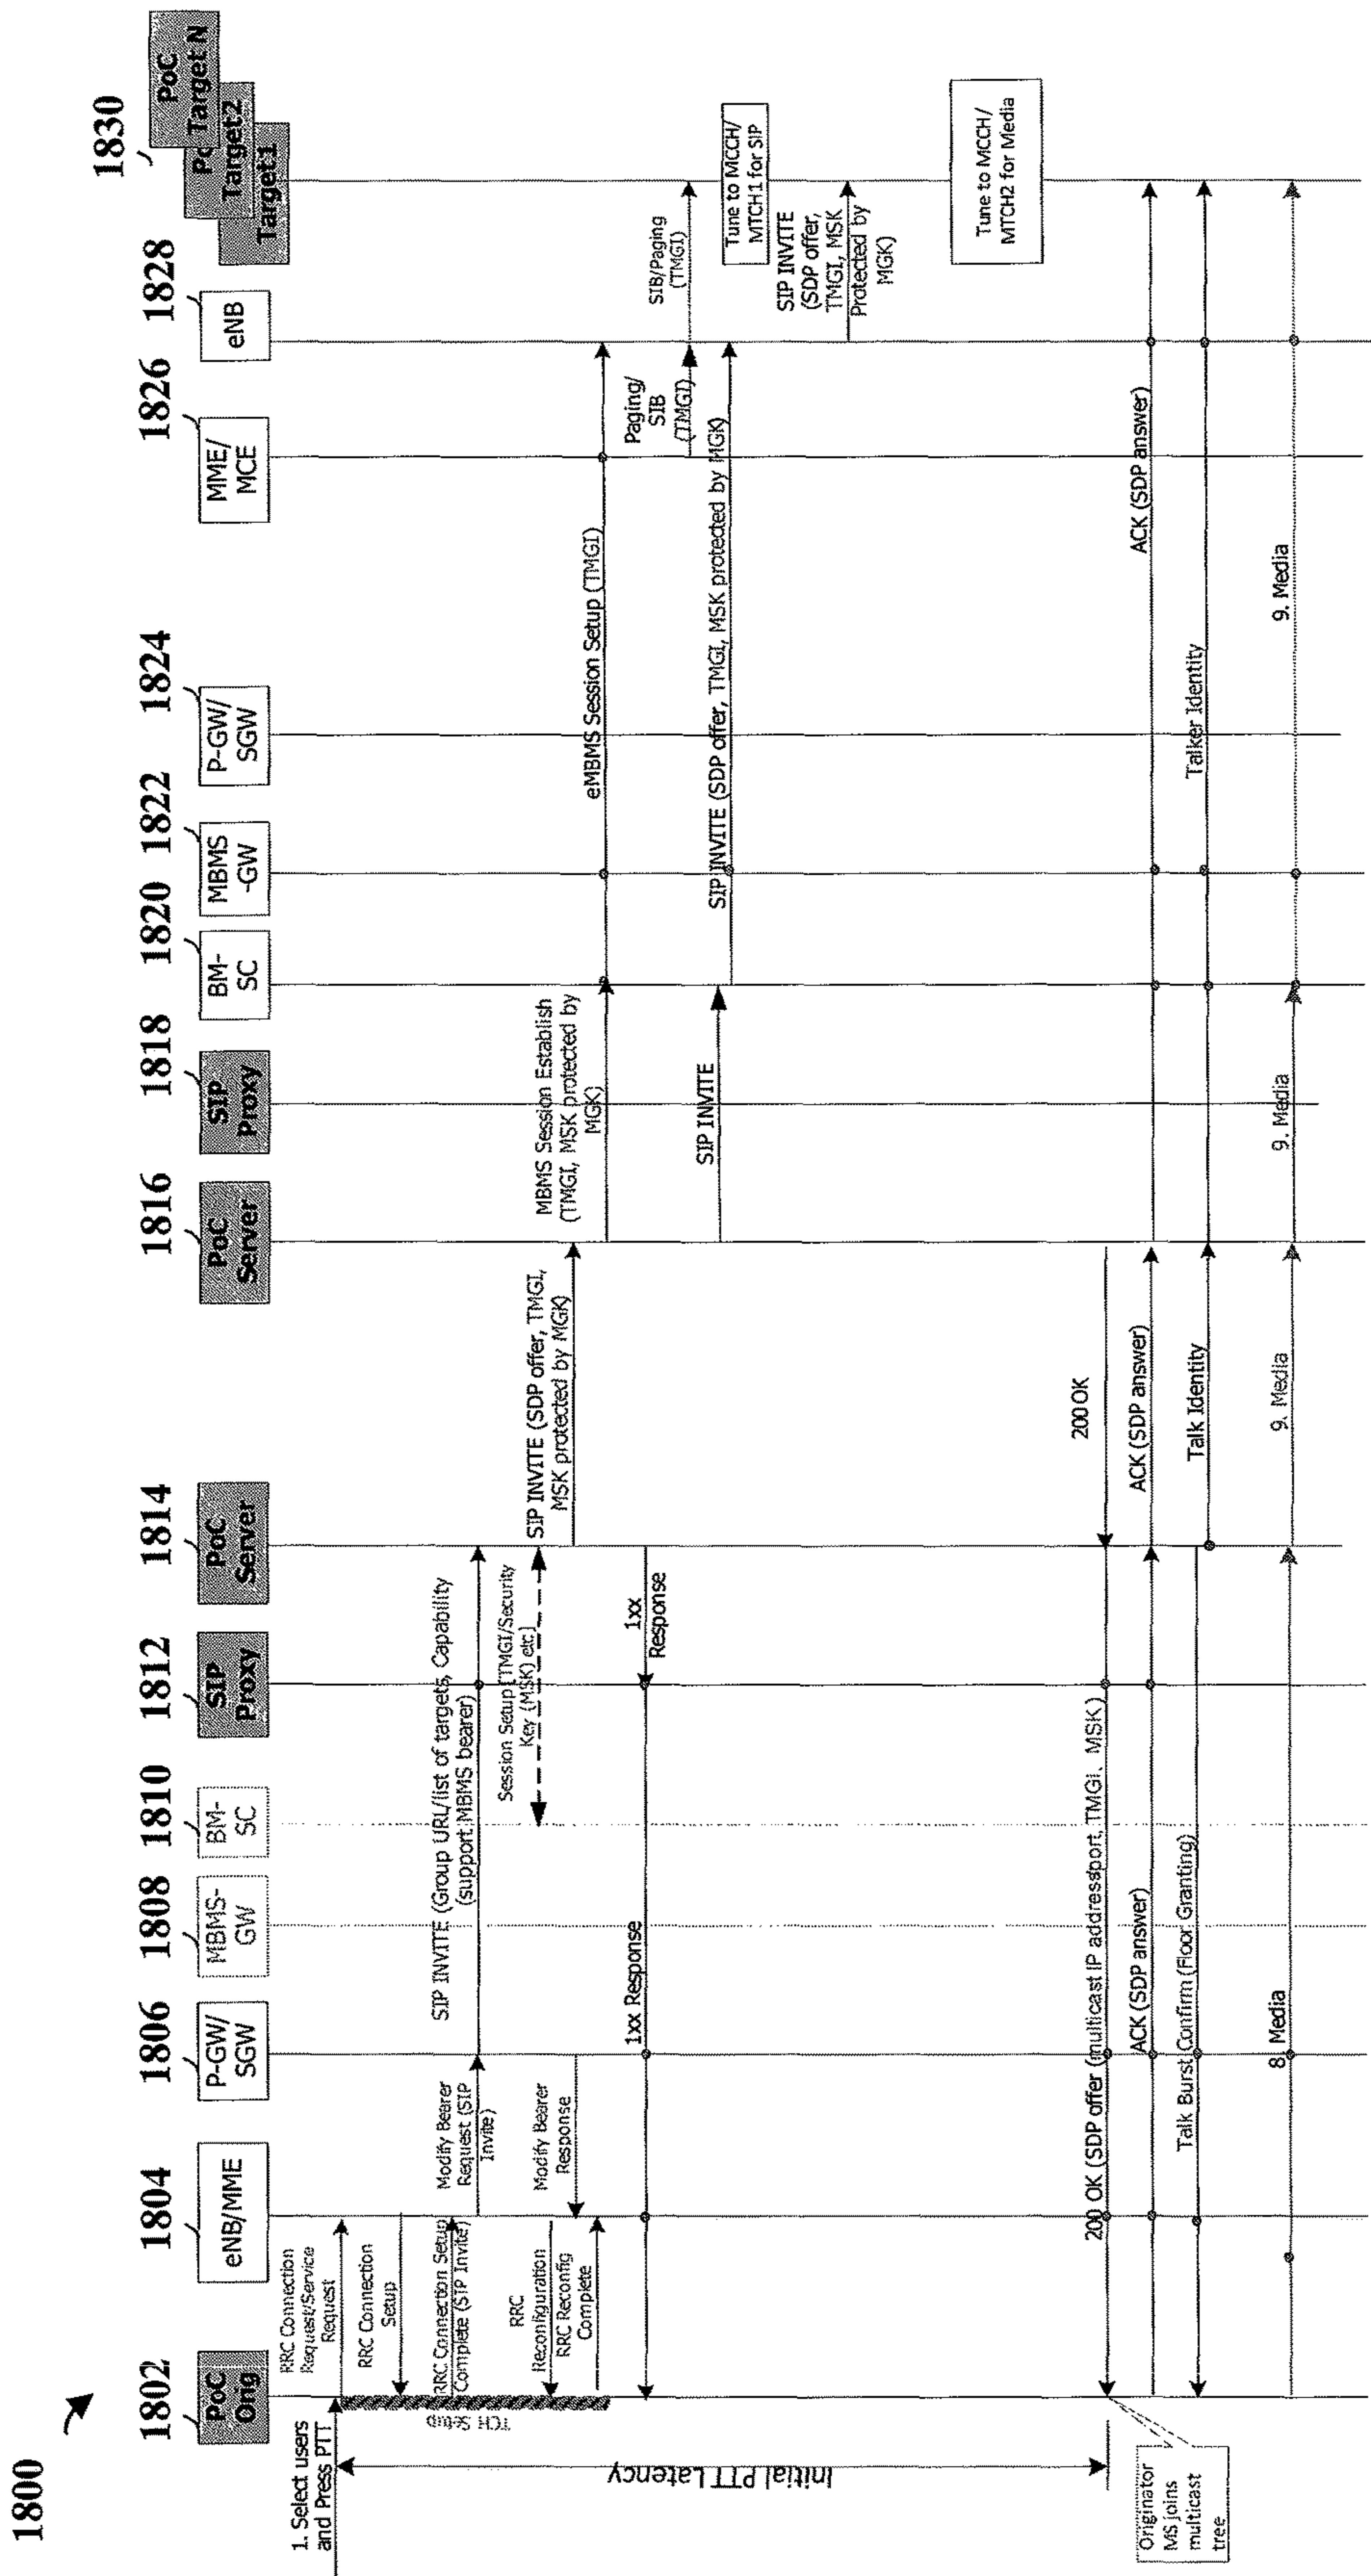 1800
1802
PoC
Orig
1804
eNB/MME
1806
P-GW/
SGW
1808
MBMS-
GW
1810
BM-
SC
1812
SIP
Proxy
1814
PoC
Server
1816
PoC
Server
1818
SIP
Proxy
1820
BM-
SC
1822
MBMS
-GW
1824
P-GW/
SGW
1826
MME/
MCE
1828
eNB
1830
PoC
Target N
Po
Target2
Target1
1. Select users
and Press PTT
TCH Setup
Initial PTT Latency
RRC Connection
Request/Service
Request
RRC Connection
Setup
RRC Connection Setup
Complete (SIP Invite)
Modify Bearer
Request (SIP
Invite)
SIP INVITE (Group URL/list of targets, Capability
(support MBMS bearer)
Session Setup [TMGI/Security
Key (MSK) etc]
RRC
Reconfiguration
RRC Reconfig
Complete
Modify Bearer
Response
SIP INVITE (SDP offer, TMGI,
MSK protected by MGK)
MBMS Session Establish
(TMGI, MSK protected by
MGK)
eMBMS Session Setup (TMGI)
1xx
Response
1xx Response
Paging/
SIB
(TMGI)
SIB/Paging
(TMGI)
SIP INVITE
SIP INVITE (SDP offer, TMGI, MSK protected by MGK)
Tune to MCCH/
MTCH1 for SIP
SIP INVITE
(SDP offer,
TMGI, MSK
Protected by
MGK)
Tune to MCCH/
MTCH2 for Media
200 OK
200 OK (SDP offer (multicast IP addressport, TMGI, MSK)
Originator
MS joins
multicast
tree
ACK (SDP answer)
ACK (SDP answer)
ACK (SDP answer)
Talk Burst Confirm (Floor Granting)
Talk Identity
Talker Identity
8. Media
9. Media
9. Media
9. Media